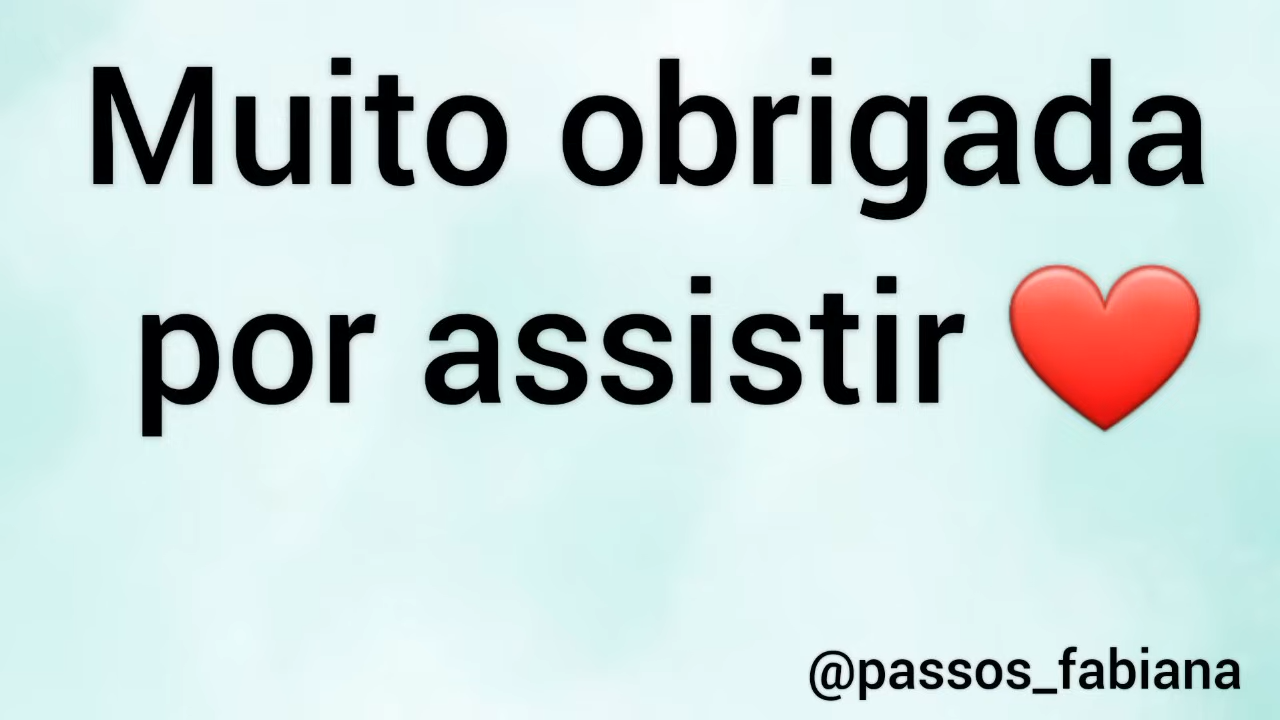 Muito obrigada
por assistir ❤️
@passos_fabiana